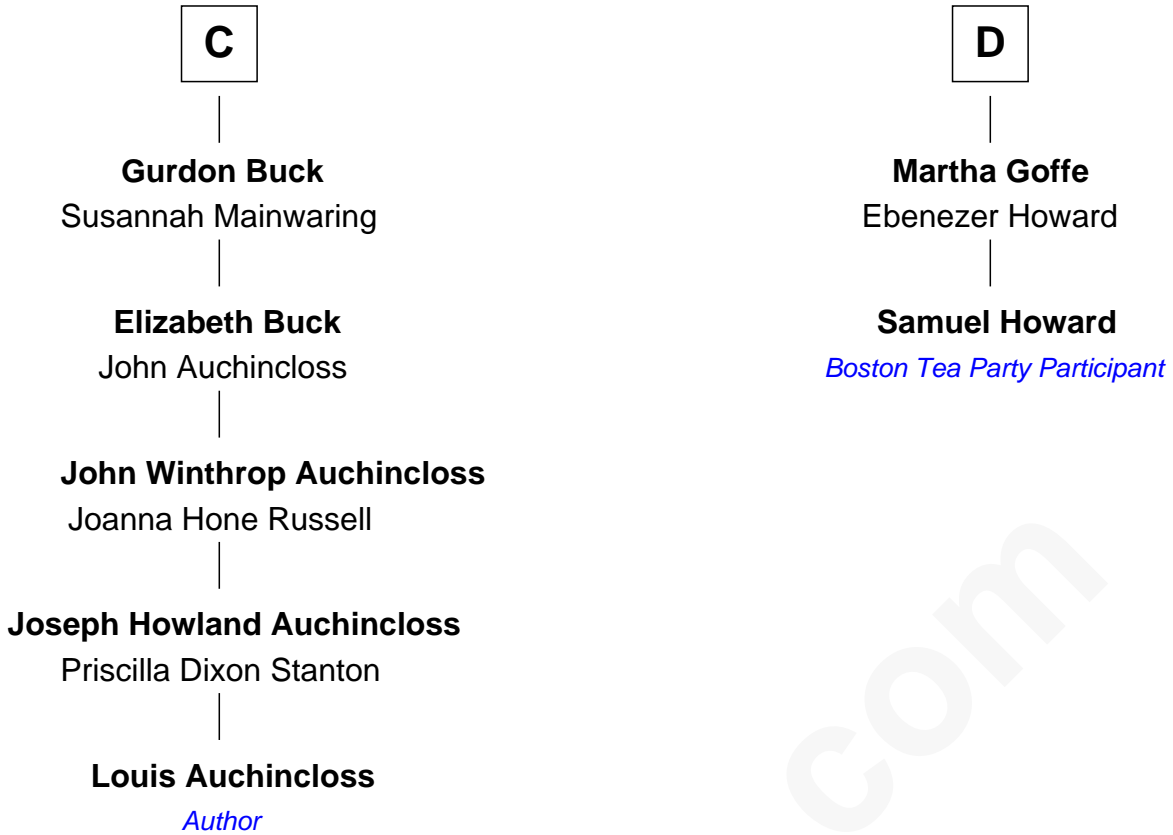 C
Gurdon Buck
Susannah Mainwaring
Elizabeth Buck
John Auchincloss
John Winthrop Auchincloss
Joanna Hone Russell
Joseph Howland Auchincloss
Priscilla Dixon Stanton
Louis Auchincloss
Author
D
Martha Goffe
Ebenezer Howard
Samuel Howard
Boston Tea Party Participant
com